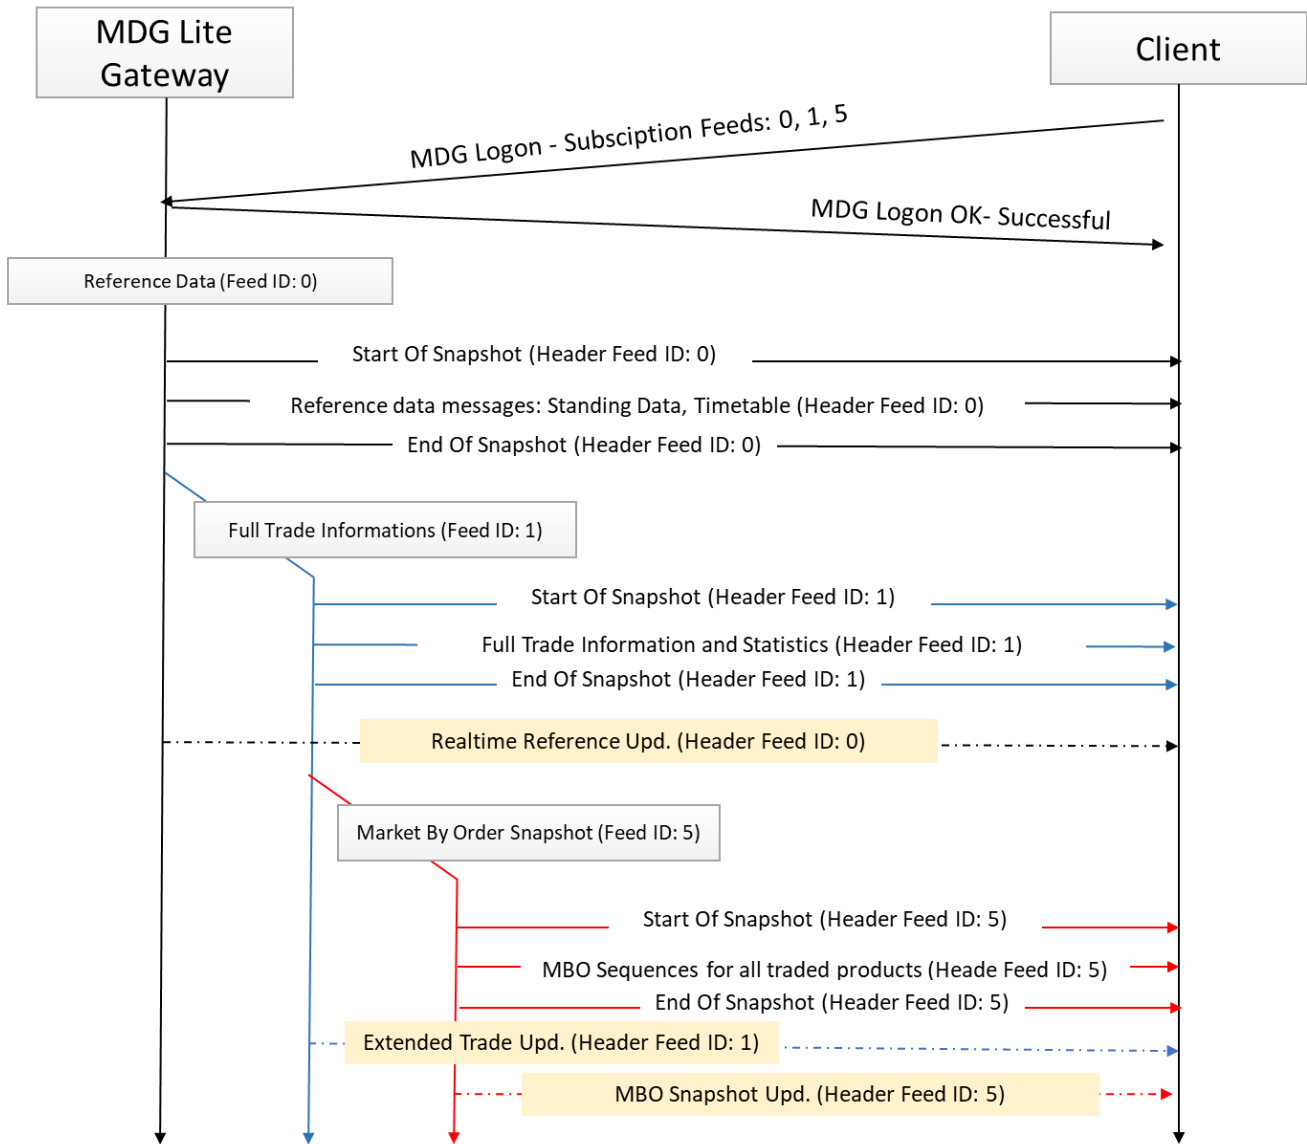 MDG Lite
Gateway
Client
MDG Logon - Subsciption Feeds: 0, 1, 5
MDG Logon OK- Successful
Reference Data (Feed ID: 0)
Start Of Snapshot (Header Feed ID: 0)
Reference data messages: Standing Data, Timetable (Header Feed ID: 0)
End Of Snapshot (Header Feed ID: 0)
Full Trade Informations (Feed ID: 1)
Start Of Snapshot (Header Feed ID: 1)
Full Trade Information and Statistics (Header Feed ID: 1)
End Of Snapshot (Header Feed ID: 1)
Realtime Reference Upd. (Header Feed ID: 0)
Market By Order Snapshot (Feed ID: 5)
Start Of Snapshot (Header Feed ID: 5)
MBO Sequences for all traded products (Heade Feed ID: 5)
End Of Snapshot (Header Feed ID: 5)
Extended Trade Upd. (Header Feed ID: 1)
MBO Snapshot Upd. (Header Feed ID: 5)